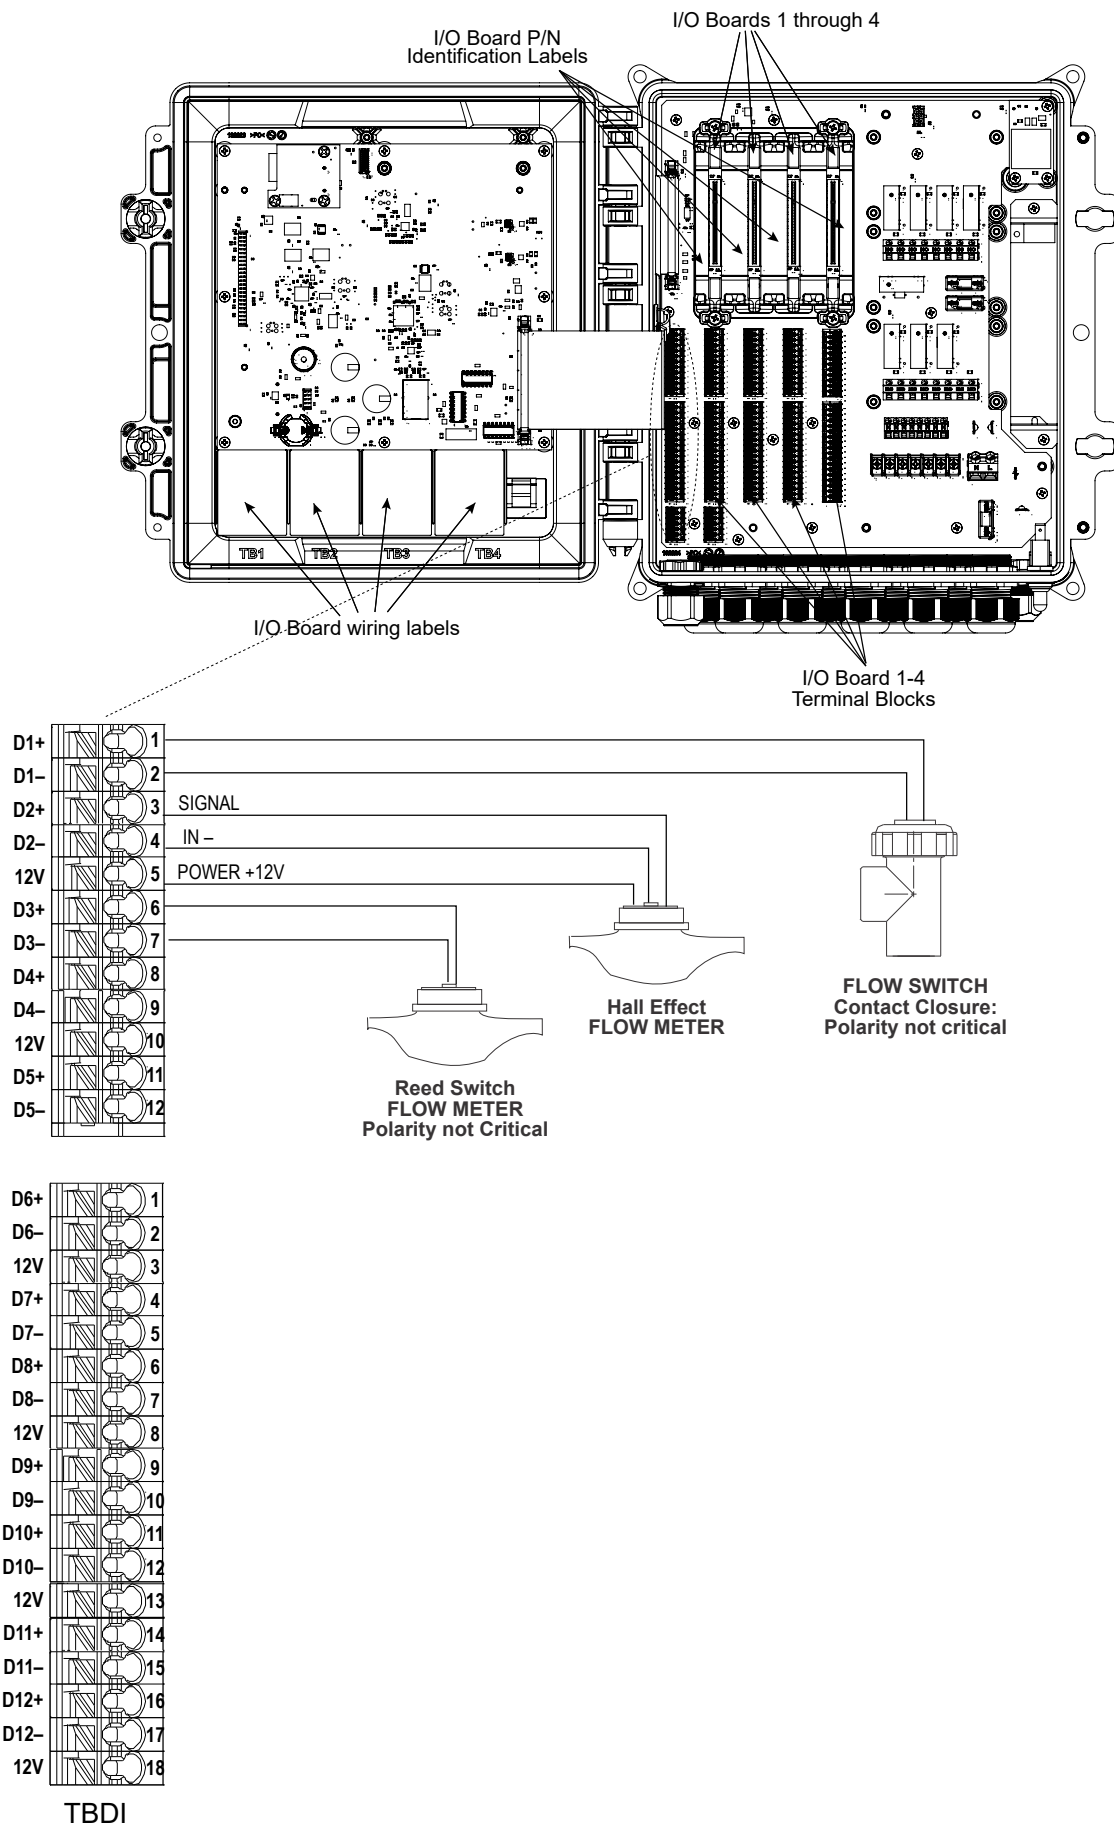 I/O Boards 1 through 4
I/O Board P/N
Identification Labels
TB1
TB2
TB3
TB4
H L
I/O Board wiring labels
I/O Board 1-4
Terminal Blocks
D1+ 1
D1– 2
D2+ 3 SIGNAL
D2– 4 IN –
12V 5 POWER +12V
D3+ 6
D3– 7
D4+ 8
D4– 9
12V 10
D5+ 11
D5– 12
FLOW SWITCH
Contact Closure:
Polarity not critical
Hall Effect
FLOW METER
Reed Switch
FLOW METER
Polarity not Critical
D6+ 1
D6– 2
12V 3
D7+ 4
D7– 5
D8+ 6
D8– 7
12V 8
D9+ 9
D9– 10
D10+ 11
D10– 12
12V 13
D11+ 14
D11– 15
D12+ 16
D12– 17
12V 18
TBDI